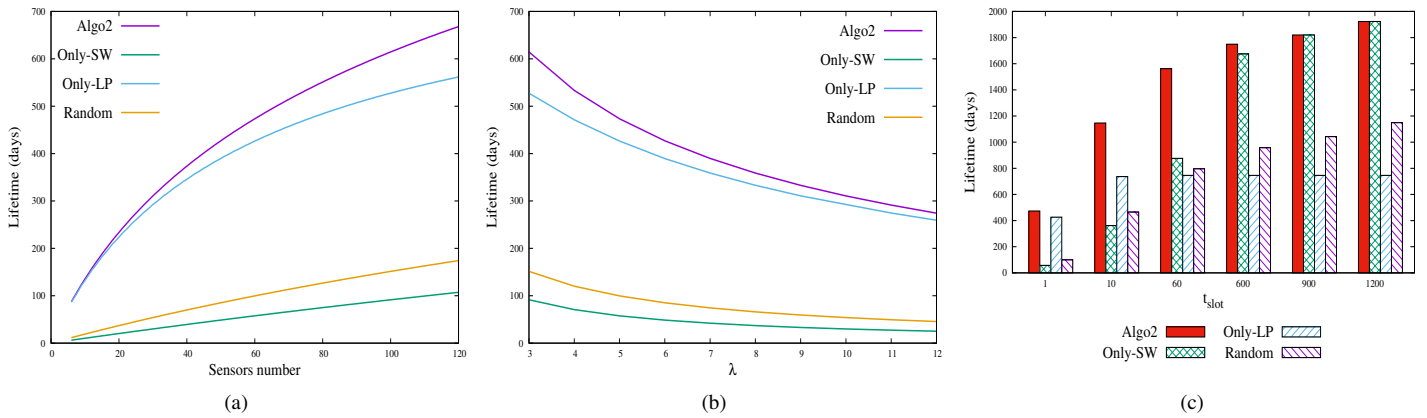 700
600
500
400
300
200
100
0
0 20 40 60 80 100 120
Lifetime (days)
Sensors number
Algo2
Only-SW
Only-LP
Random
(a)
700
600
500
400
300
200
100
0
3 4 5 6 7 8 9 10 11 12
Lifetime (days)
λ
Algo2
Only-SW
Only-LP
Random
(b)
2000
1800
1600
1400
1200
1000
800
600
400
200
0
1 10 60 600 900 1200
Lifetime (days)
t_slot
Algo2 Only-LP
Only-SW Random
(c)